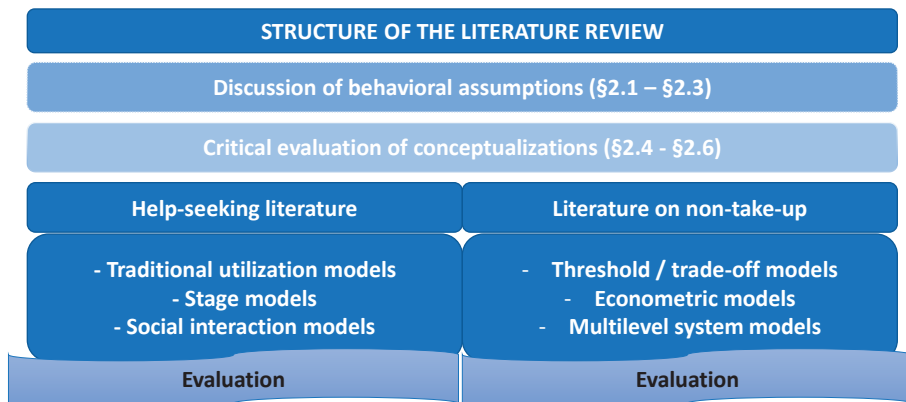 STRUCTURE OF THE LITERATURE REVIEW
Discussion of behavioral assumptions (§2.1 – §2.3)
Critical evaluation of conceptualizations (§2.4 - §2.6)
Help-seeking literature
- Traditional utilization models
- Stage models
- Social interaction models
Evaluation
Literature on non-take-up
- Threshold / trade-off models
- Econometric models
- Multilevel system models
Evaluation